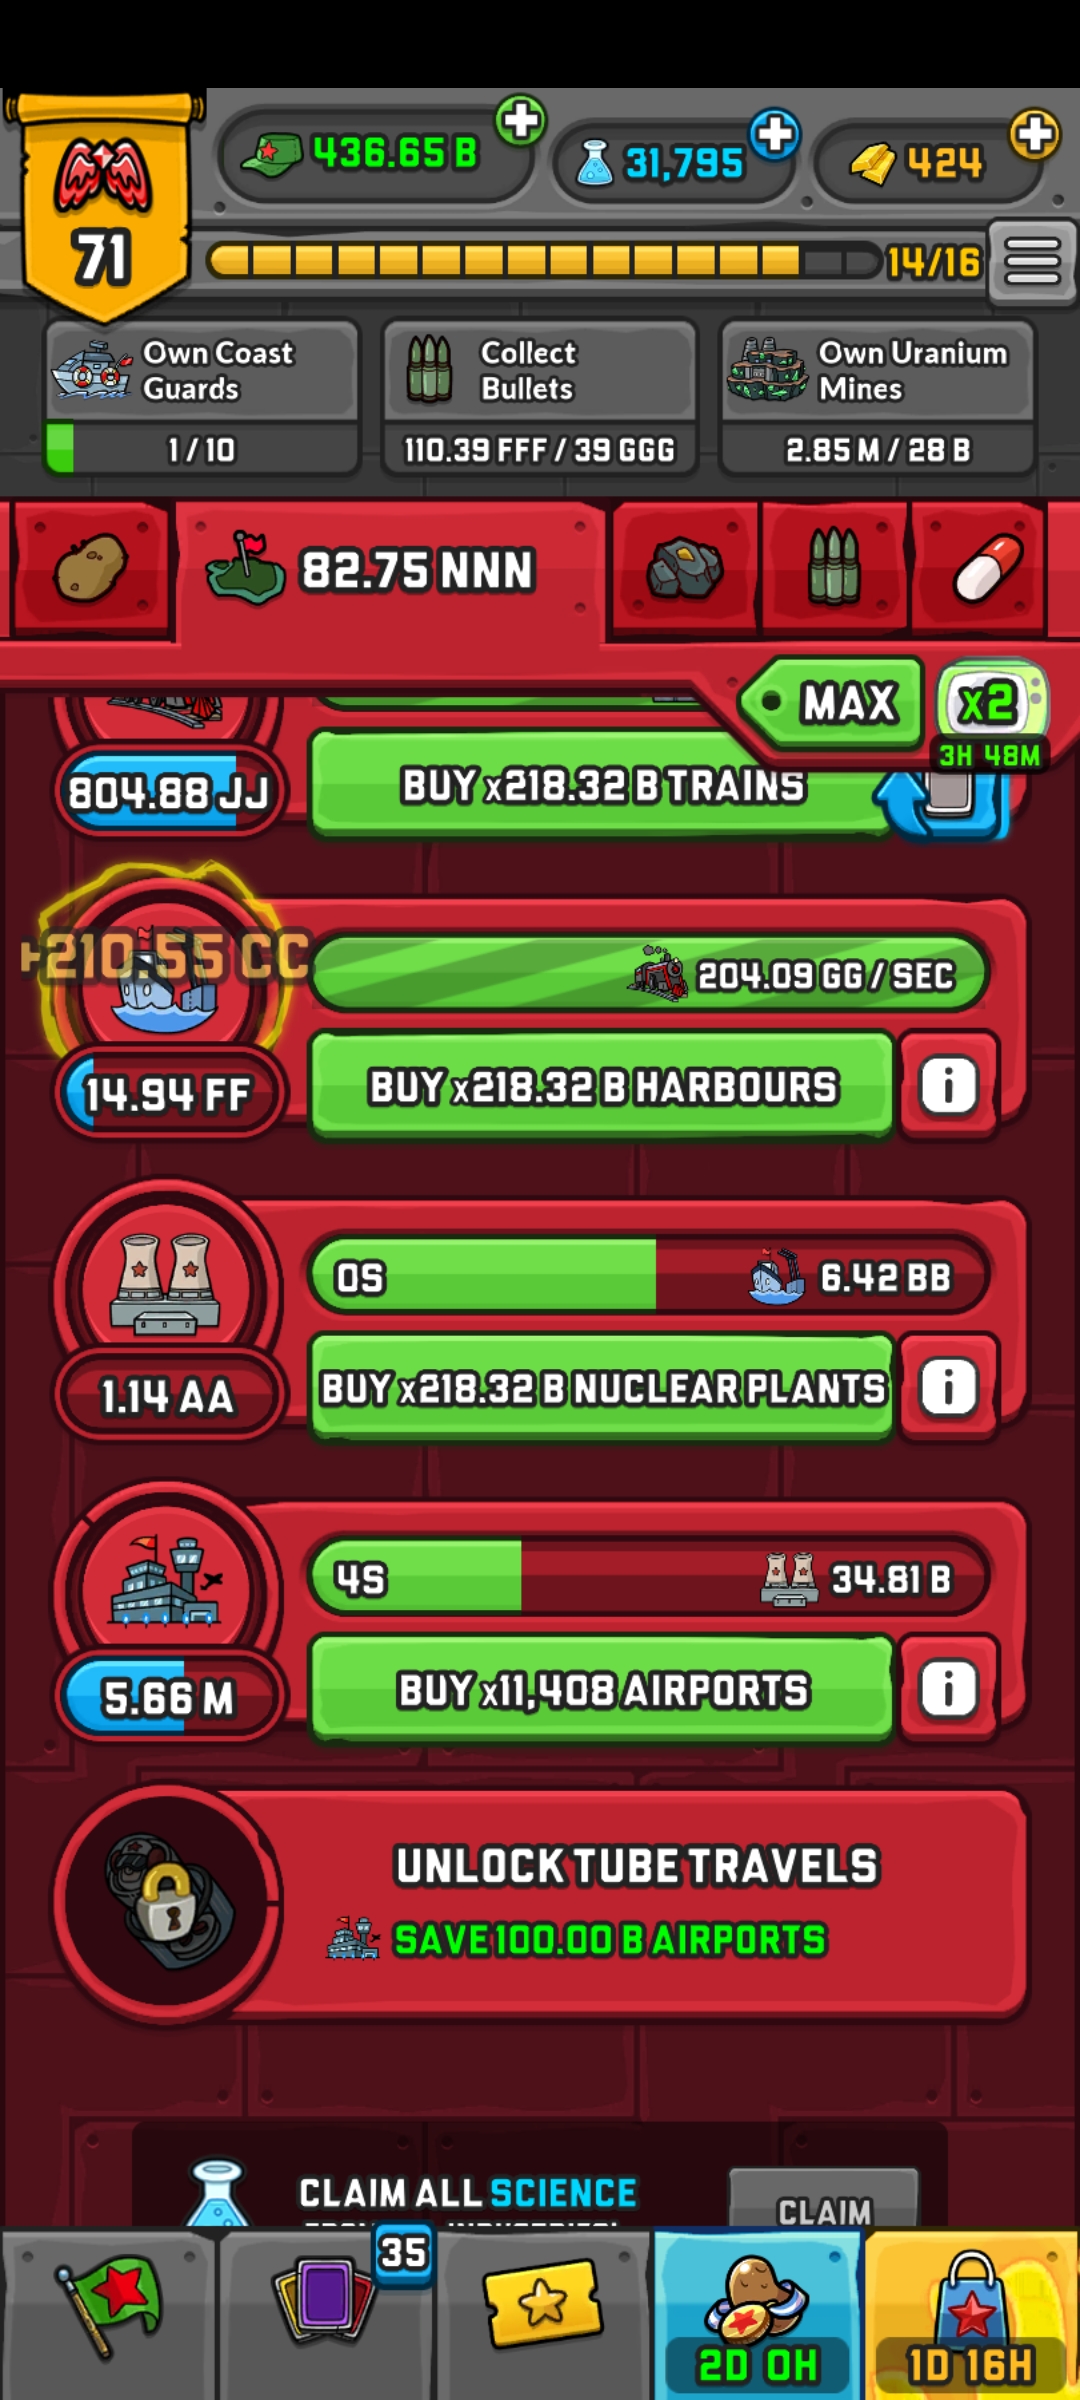 71
436.65 B
31,795
424
14/16
Own Coast
Guards
1 / 10
Collect
Bullets
110.39 FFF / 39 GGG
Own Uranium
Mines
2.85 M / 28 B
82.75 NNN
MAX
x2
3H 48M
804.88 JJ
BUY x218.32 B TRAINS
+210.55 CC
204.09 GG / SEC
14.94 FF
BUY x218.32 B HARBOURS
i
0S
6.42 BB
1.14 AA
BUY x218.32 B NUCLEAR PLANTS
i
4S
34.81 B
5.66 M
BUY x11,408 AIRPORTS
i
UNLOCK TUBE TRAVELS
SAVE 100.00 B AIRPORTS
CLAIM ALL SCIENCE
CLAIM
35
2D 0H
1D 16H